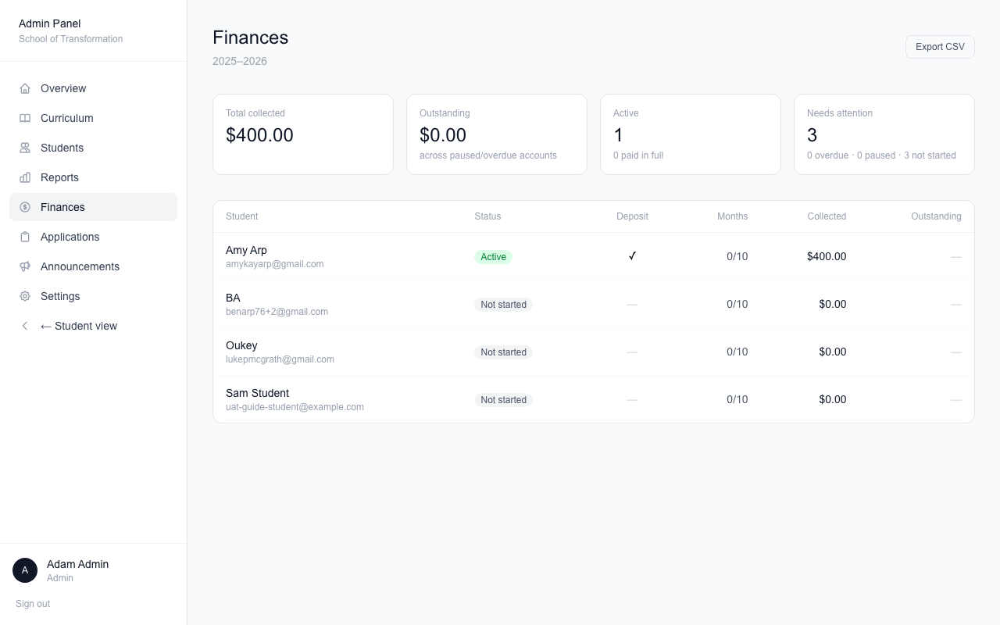 Admin Panel
School of Transformation
Overview
Curriculum
Students
Reports
Finances
Applications
Announcements
Settings
← Student view
A
Adam Admin
Admin
Sign out
Finances
2025–2026
Export CSV
Total collected
$400.00
Outstanding
$0.00
across paused/overdue accounts
Active
1
0 paid in full
Needs attention
3
0 overdue · 0 paused · 3 not started
Student Status Deposit Months Collected Outstanding
Amy Arp
amykayarp@gmail.com
Active ✓ 0/10 $400.00 —
BA
benarp76+2@gmail.com
Not started — 0/10 $0.00 —
Oukey
lukepmcgrath@gmail.com
Not started — 0/10 $0.00 —
Sam Student
uat-guide-student@example.com
Not started — 0/10 $0.00 —